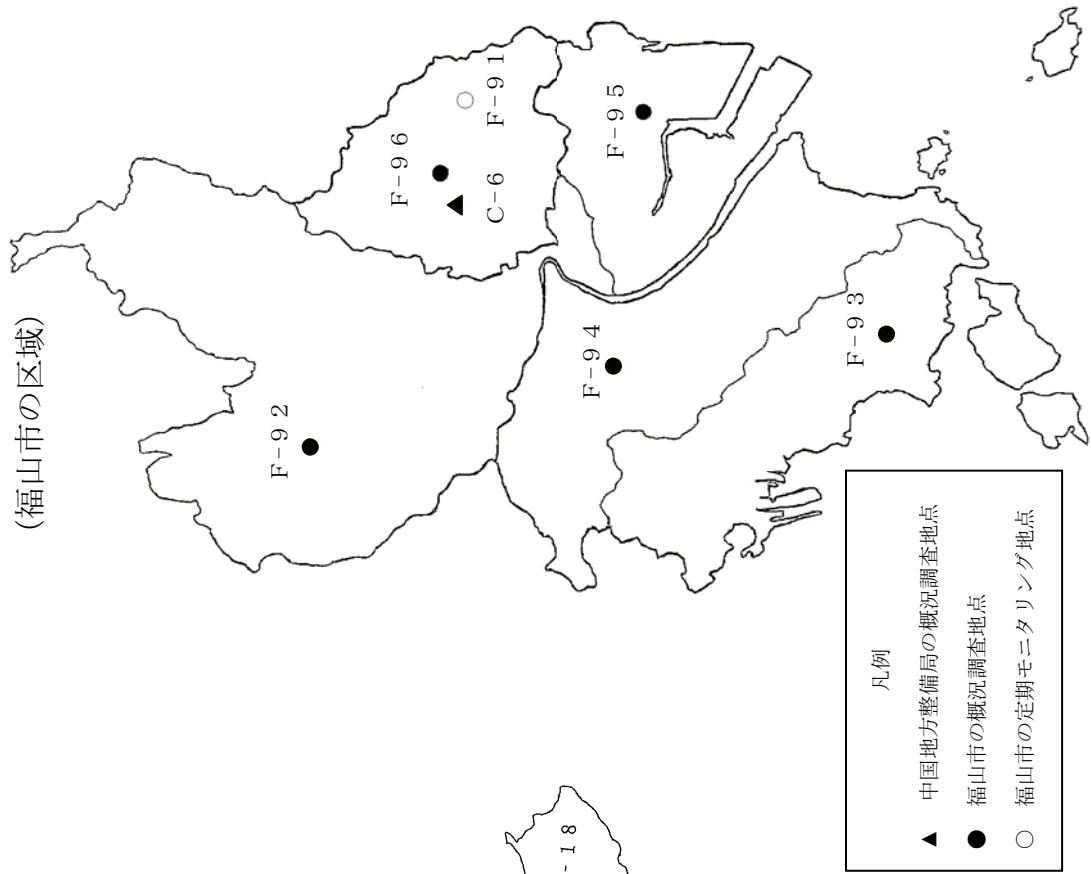 (福山市の区域)
F-92
F-96
C-6
F-91
F-95
F-94
F-93
-18
凡例
▲ 中国地方整備局の概況調査地点
● 福山市の概況調査地点
○ 福山市の定期モニタリング地点